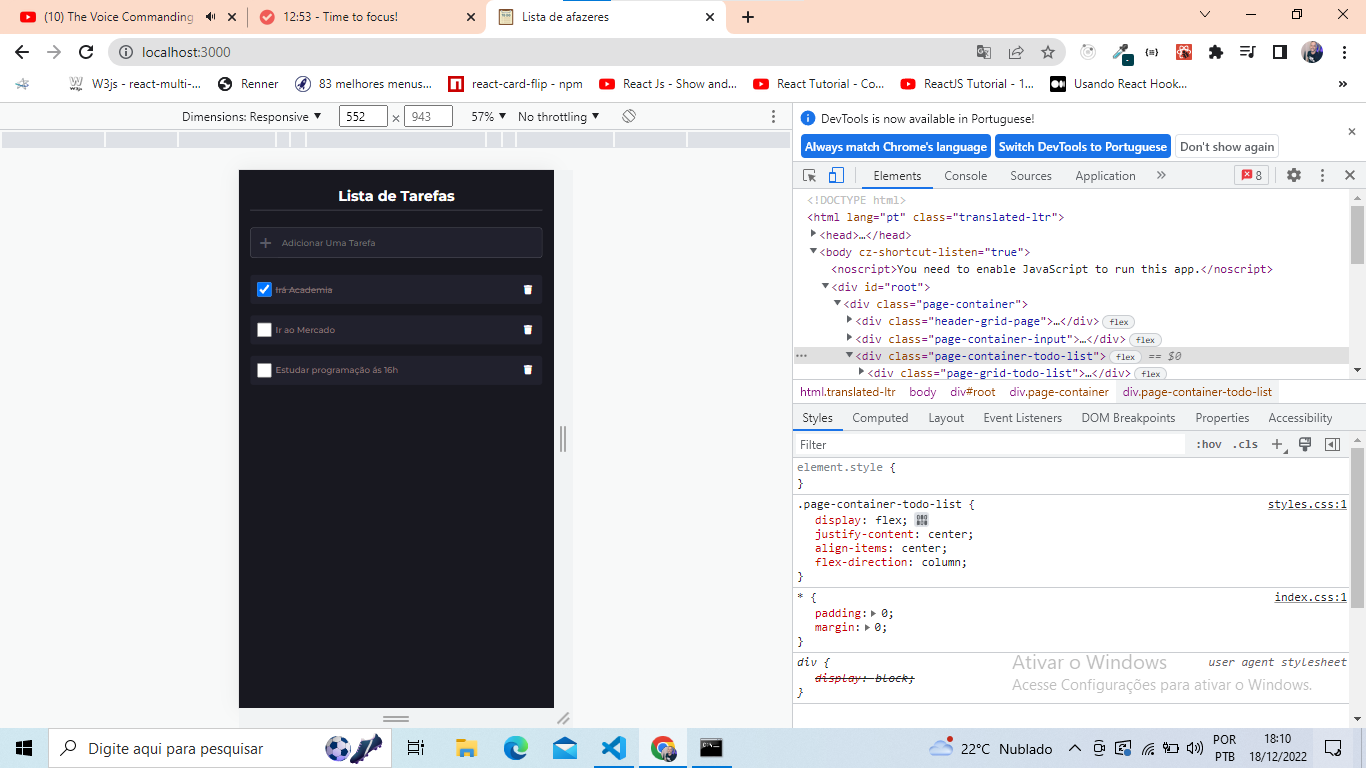 (10) The Voice Commanding
12:53 - Time to focus!
Lista de afazeres
localhost:3000
W3js - react-multi-...
Renner
83 melhores menus...
react-card-flip - npm
React Js - Show and...
React Tutorial - Co...
ReactJS Tutorial - 1...
Usando React Hook...
»
Dimensions: Responsive
552
×
943
57%
No throttling
DevTools is now available in Portuguese!
Always match Chrome's language
Switch DevTools to Portuguese
Don't show again
Elements
Console
Sources
Application
»
8
<!DOCTYPE html>
<html lang="pt" class="translated-ltr">
<head>…</head>
<body cz-shortcut-listen="true">
<noscript>You need to enable JavaScript to run this app.</noscript>
<div id="root">
<div class="page-container">
<div class="header-grid-page">…</div> flex
<div class="page-container-input">…</div> flex
<div class="page-container-todo-list"> flex == $0
<div class="page-grid-todo-list">…</div> flex
html.translated-ltr body div#root div.page-container div.page-container-todo-list
Styles Computed Layout Event Listeners DOM Breakpoints Properties Accessibility
Filter
:hov .cls
element.style {
}
.page-container-todo-list {
styles.css:1
display: flex;
justify-content: center;
align-items: center;
flex-direction: column;
}
* {
index.css:1
padding: 0;
margin: 0;
}
div {
user agent stylesheet
display: block;
}
Ativar o Windows
Acesse Configurações para ativar o Windows.
Lista de Tarefas
Adicionar Uma Tarefa
Irá Academia
Ir ao Mercado
Estudar programação ás 16h
Digite aqui para pesquisar
22°C Nublado
POR
PTB
18:10
18/12/2022